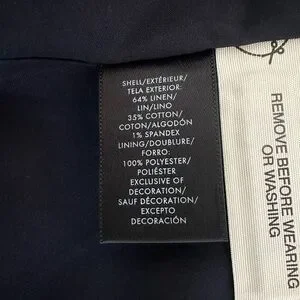 SHELL/EXTÉRIEUR/
TELA EXTERIOR:
64% LINEN/
LIN/LINO
35% COTTON/
COTON/ALGODÓN
1% SPANDEX
LINING/DOUBLURE/
FORRO:
100% POLYESTER/
POLIÉSTER
EXCLUSIVE OF
DECORATION/
SAUF DÉCORATION/
EXCEPTO
DECORACIÓN
REMOVE BEFORE WEARING
OR WASHING